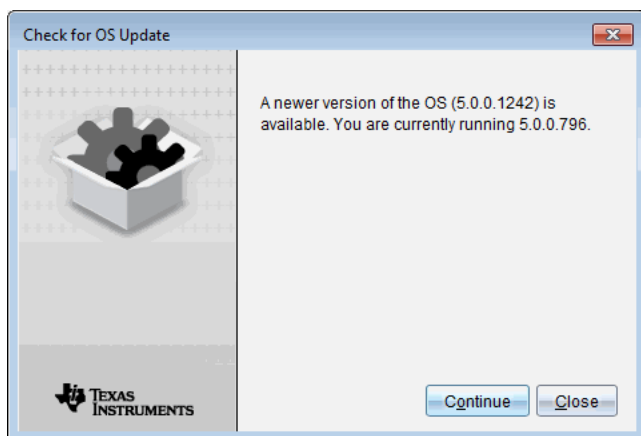 Check for OS Update
A newer version of the OS (5.0.0.1242) is
available. You are currently running 5.0.0.796.
TEXAS
INSTRUMENTS
Continue
Close